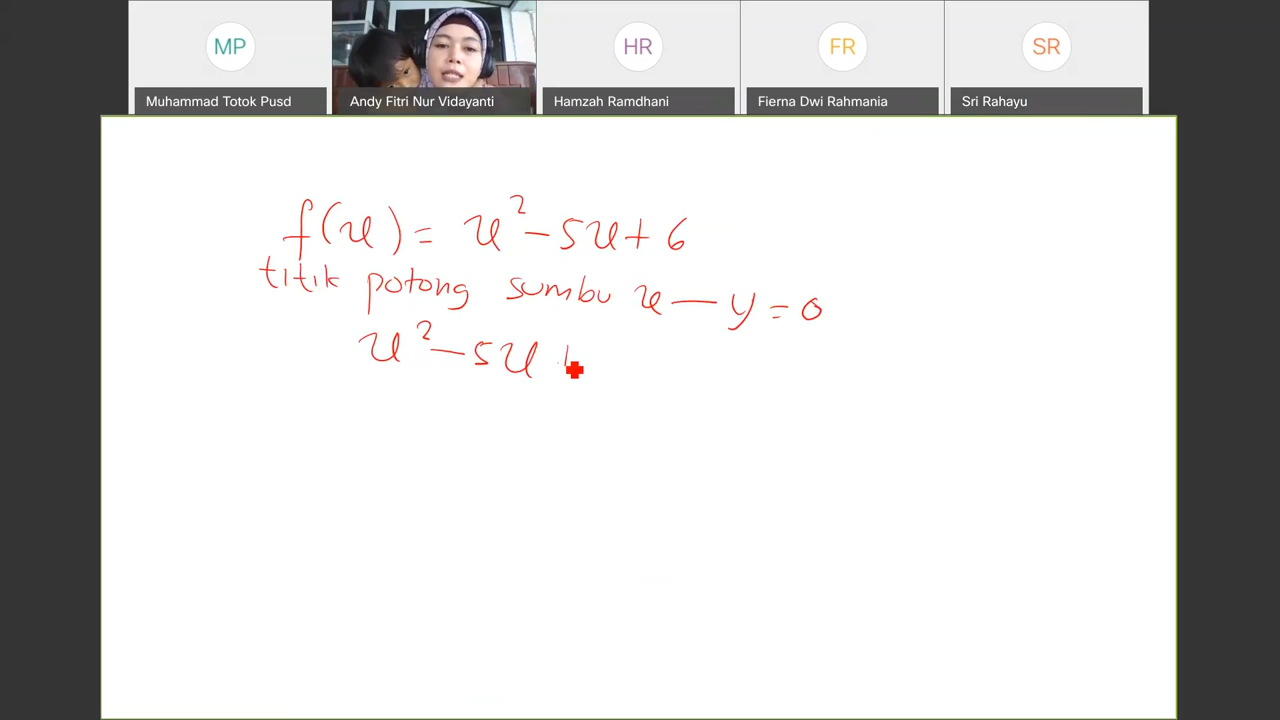 MP HR FR SR
Muhammad Totok Pusd Andy Fitri Nur Vidayanti Hamzah Ramdhani Fierna Dwi Rahmania Sri Rahayu
f(x) = x² - 5x + 6
titik potong sumbu x — y = 0
x² - 5x +